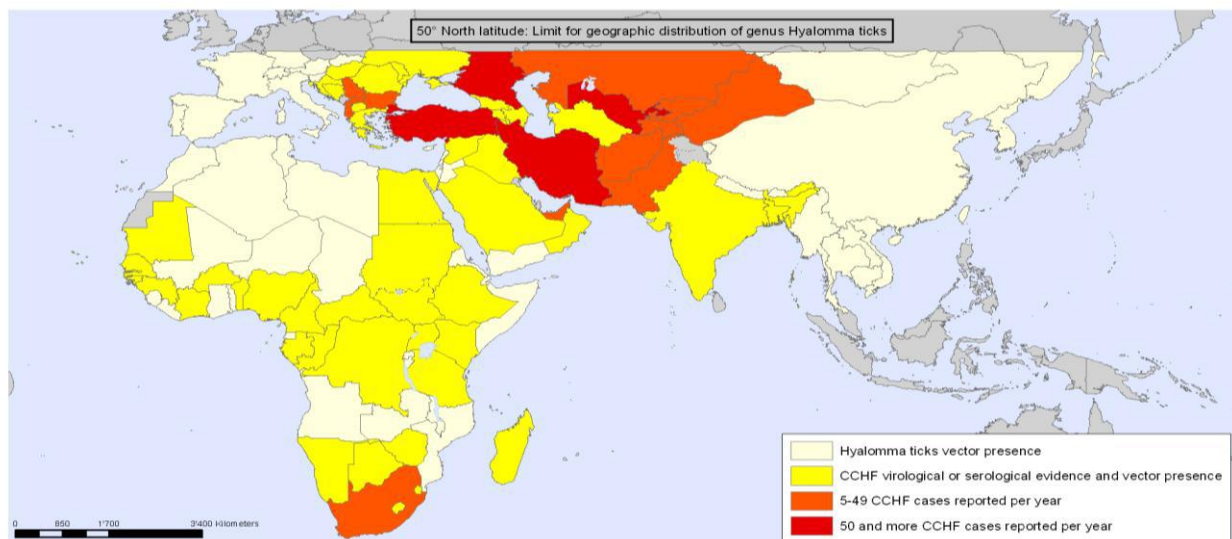 50° North latitude: Limit for geographic distribution of genus Hyalomma ticks
Hyalomma ticks vector presence
CCHF virological or serological evidence and vector presence
5-49 CCHF cases reported per year
50 and more CCHF cases reported per year
0 850 1'700 3'400 Kilometers